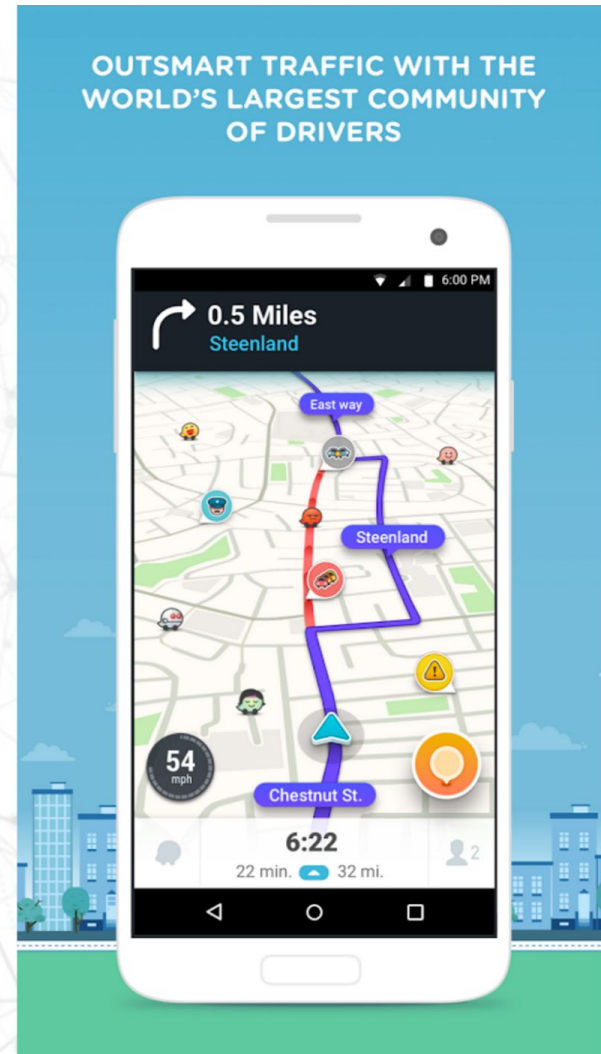 OUTSMART TRAFFIC WITH THE
WORLD'S LARGEST COMMUNITY
OF DRIVERS
6:00 PM
0.5 Miles
Steenland
East way
Steenland
54
mph
Chestnut St.
6:22
2
22 min. 32 mi.